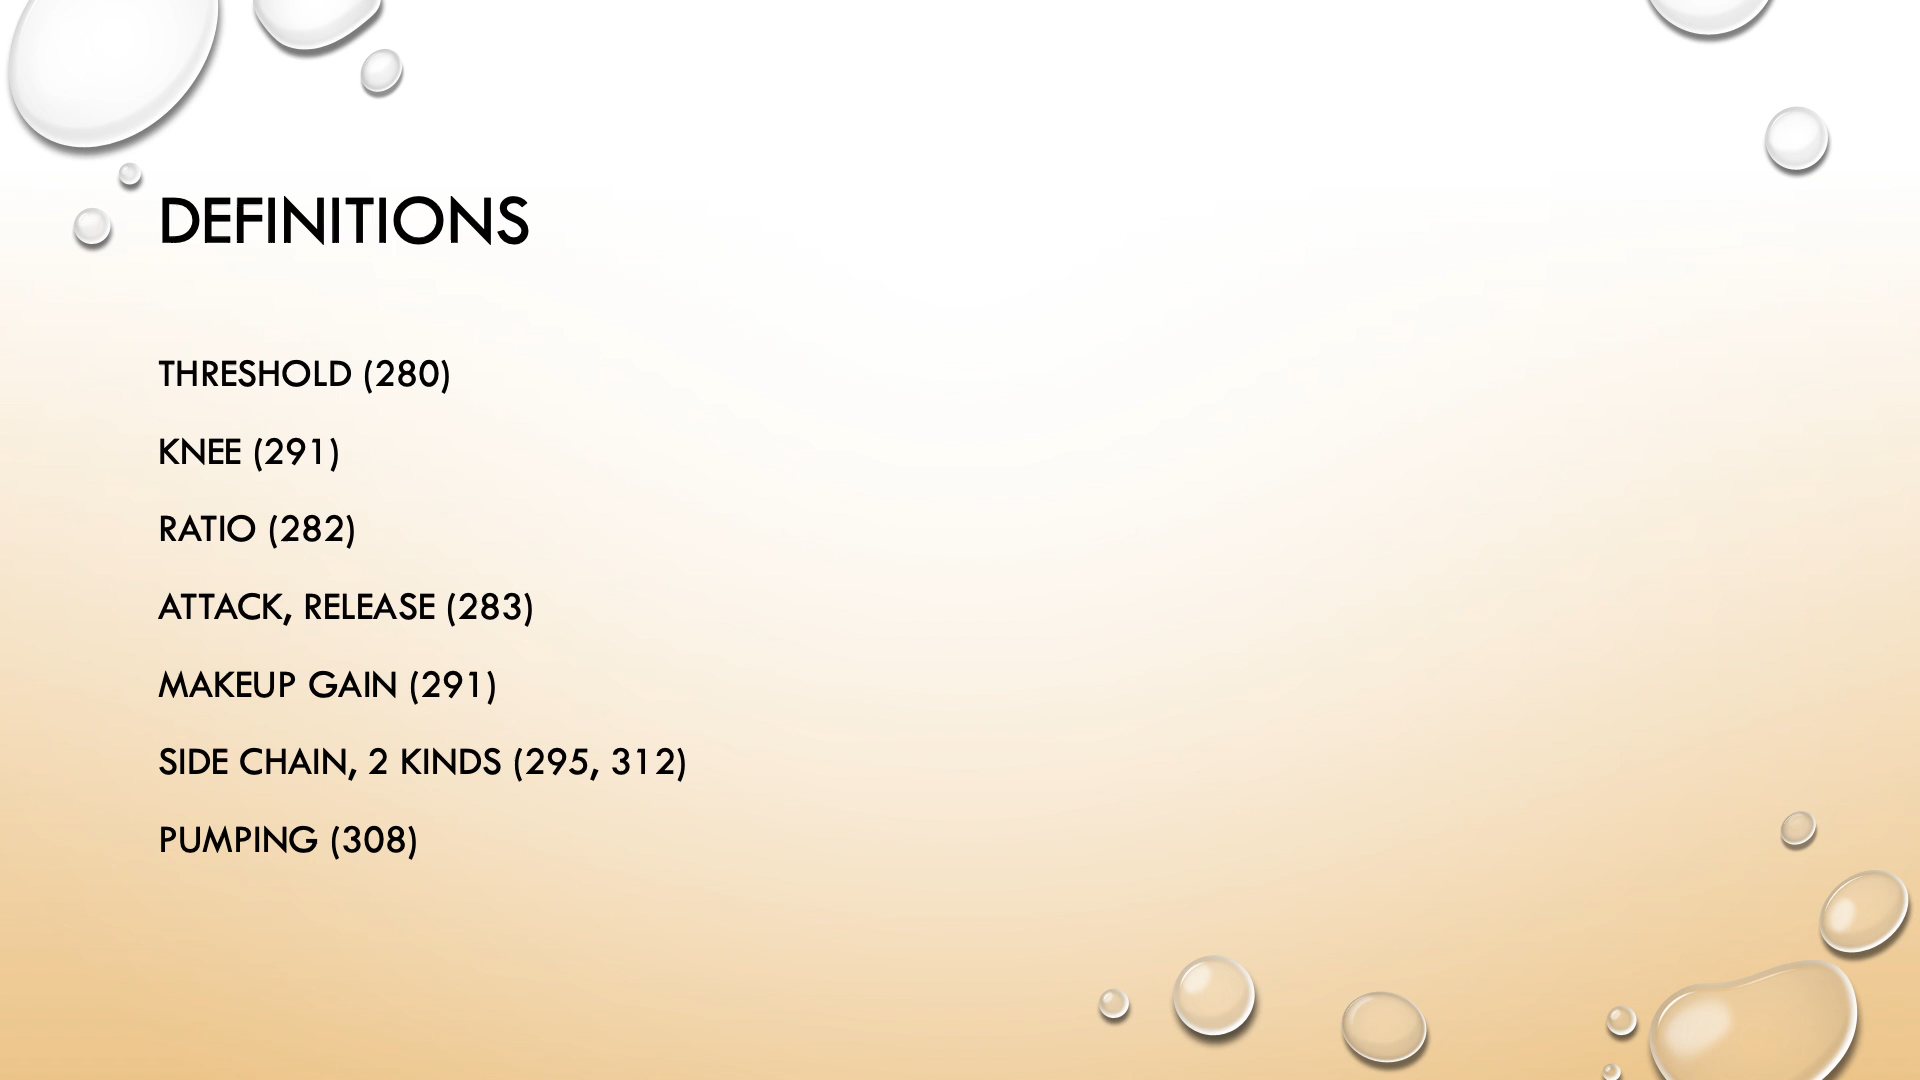 DEFINITIONS
THRESHOLD (280)
KNEE (291)
RATIO (282)
ATTACK, RELEASE (283)
MAKEUP GAIN (291)
SIDE CHAIN, 2 KINDS (295, 312)
PUMPING (308)